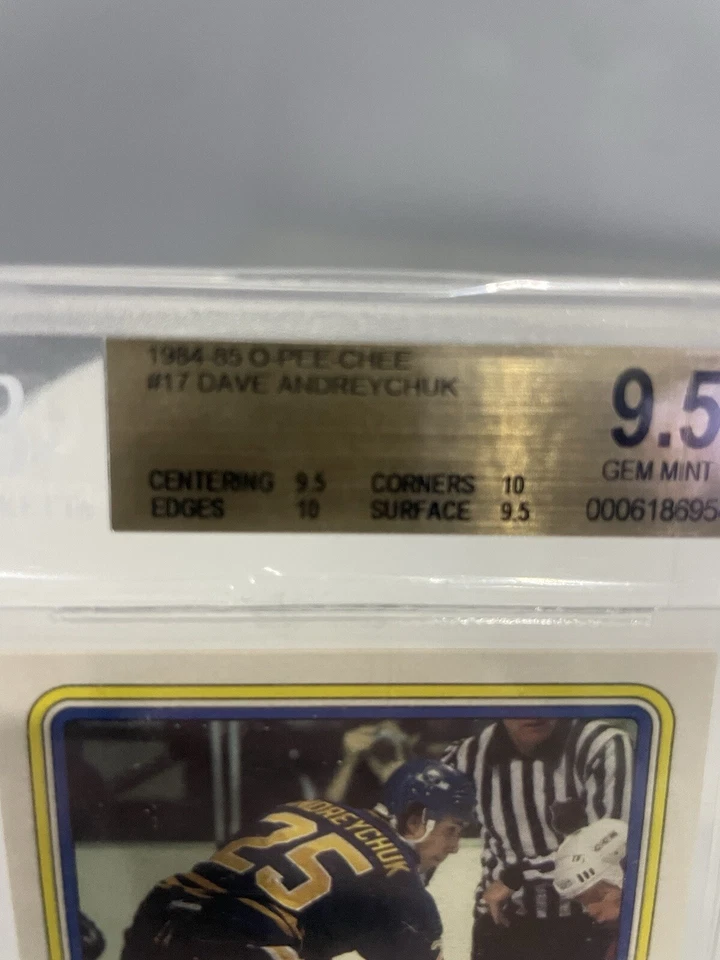 1984-85 O-PEE-CHEE
#17 DAVE ANDREYCHUK
9.5
GEM MINT
CENTERING 9.5 CORNERS 10
EDGES 10 SURFACE 9.5
000618695
ANDREYCHUK
25